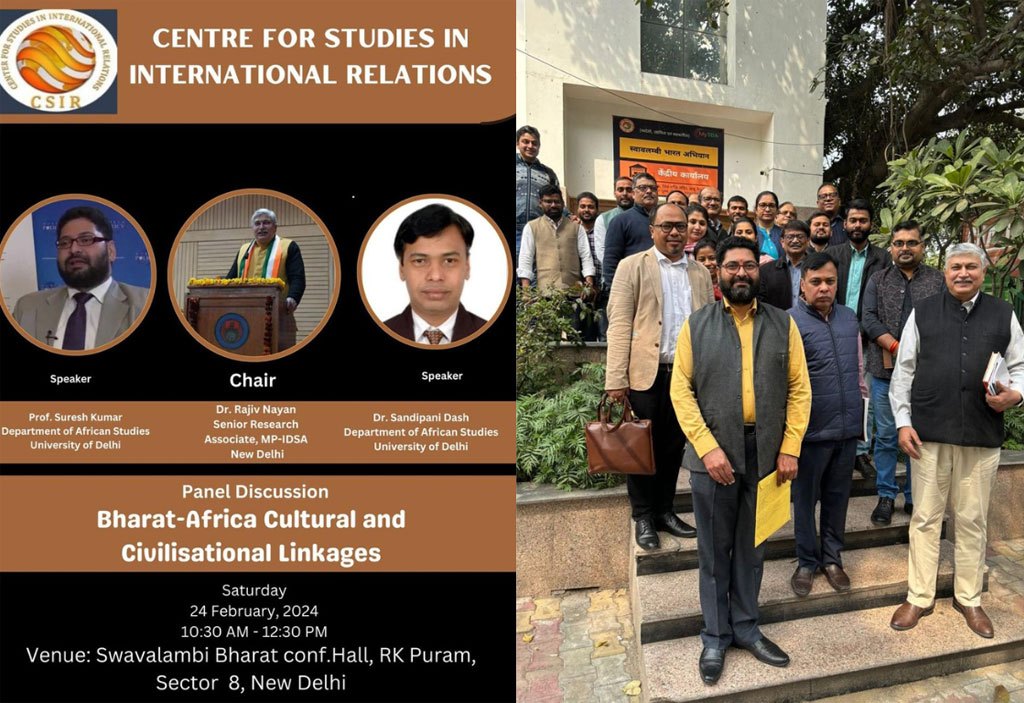 CENTER FOR STUDIES IN INTERNATIONAL RELATIONS
CSIR
CENTRE FOR STUDIES IN
INTERNATIONAL RELATIONS
Speaker
Chair
Speaker
Prof. Suresh Kumar
Department of African Studies
University of Delhi
Dr. Rajiv Nayan
Senior Research
Associate, MP-IDSA
New Delhi
Dr. Sandipani Dash
Department of African Studies
University of Delhi
Panel Discussion
Bharat-Africa Cultural and
Civilisational Linkages
Saturday
24 February, 2024
10:30 AM - 12:30 PM
Venue: Swavalambi Bharat conf.Hall, RK Puram,
Sector 8, New Delhi
स्वावलम्बी भारत अभियान
केंद्रीय कार्यालय